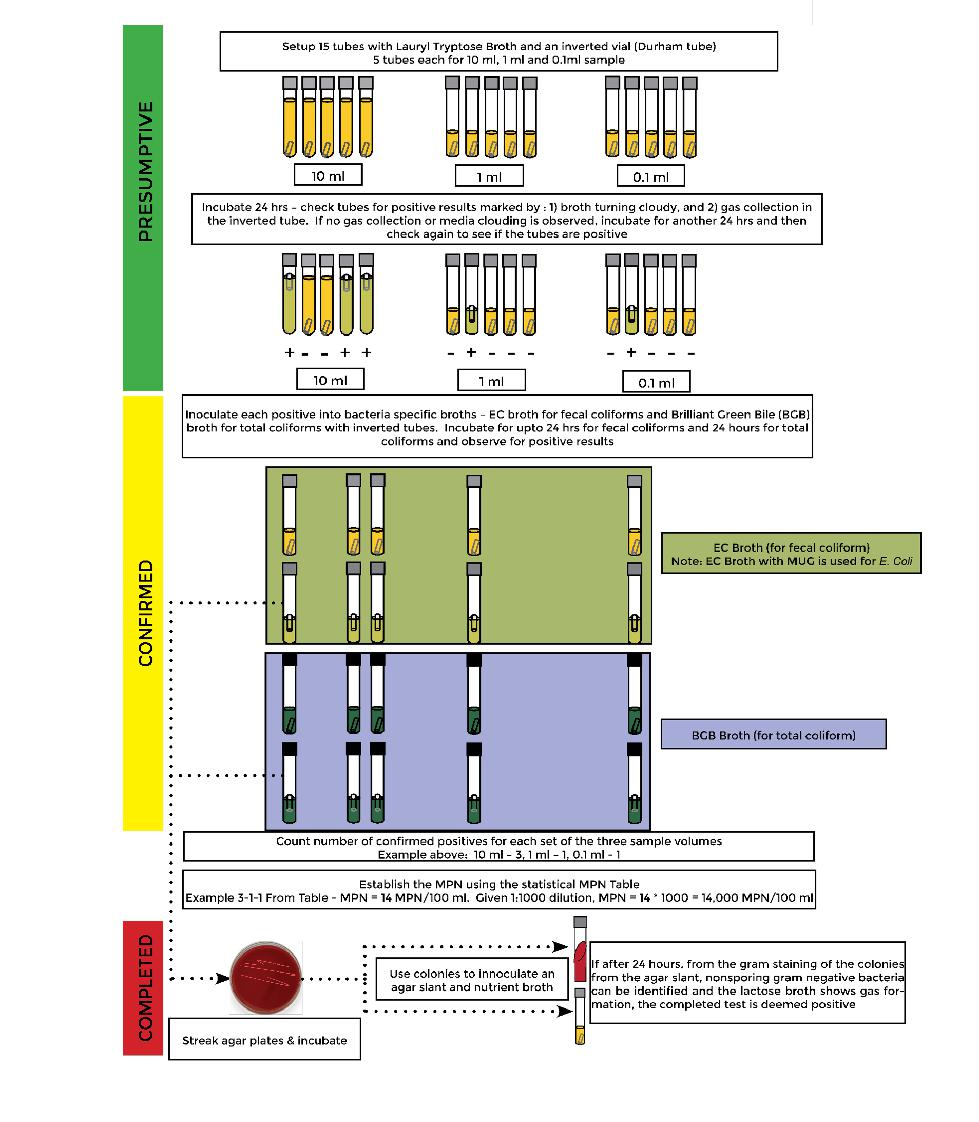 PRESUMPTIVE
Setup 15 tubes with Lauryl Tryptose Broth and an inverted vial (Durham tube)
5 tubes each for 10 ml, 1 ml and 0.1ml sample
10 ml
1 ml
0.1 ml
Incubate 24 hrs - check tubes for positive results marked by : 1) broth turning cloudy, and 2) gas collection in
the inverted tube. If no gas collection or media clouding is observed, incubate for another 24 hrs and then
check again to see if the tubes are positive
+ - - + + - + - - - - + - - -
10 ml
1 ml
0.1 ml
CONFIRMED
Inoculate each positive into bacteria specific broths - EC broth for fecal coliforms and Brilliant Green Bile (BGB)
broth for total coliforms with inverted tubes. Incubate for upto 24 hrs for fecal coliforms and 24 hours for total
coliforms and observe for positive results
EC Broth (for fecal coliform)
Note: EC Broth with MUG is used for E. Coli
BGB Broth (for total coliform)
Count number of confirmed positives for each set of the three sample volumes
Example above: 10 ml - 3, 1 ml - 1, 0.1 ml - 1
Establish the MPN using the statistical MPN Table
Example 3-1-1 From Table - MPN = 14 MPN/100 ml. Given 1:1000 dilution, MPN = 14 * 1000 = 14,000 MPN/100 ml
COMPLETED
Streak agar plates & incubate
Use colonies to innoculate an
agar slant and nutrient broth
If after 24 hours, from the gram staining of the colonies
from the agar slant, nonsporing gram negative bacteria
can be identified and the lactose broth shows gas for-
mation, the completed test is deemed positive